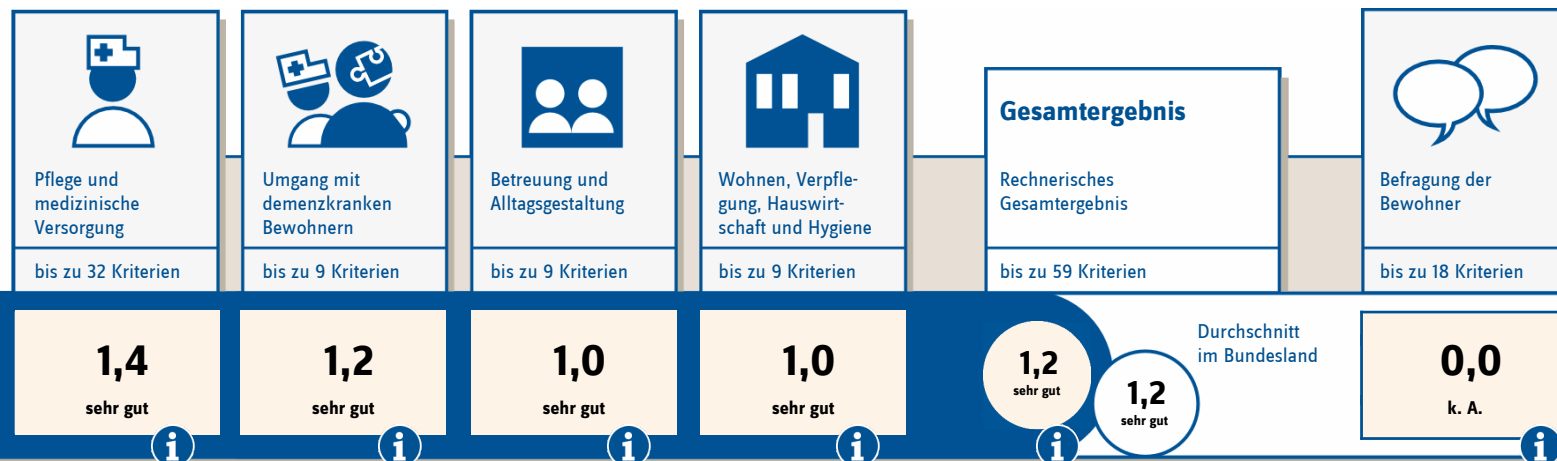 Pflege und
medizinische
Versorgung
bis zu 32 Kriterien
1,4
sehr gut
Umgang mit
demenzkranken
Bewohnern
bis zu 9 Kriterien
1,2
sehr gut
Betreuung und
Alltagsgestaltung
bis zu 9 Kriterien
1,0
sehr gut
Wohnen, Verpfle-
gung, Hauswirt-
schaft und Hygiene
bis zu 9 Kriterien
1,0
sehr gut
Gesamtergebnis
Rechnerisches
Gesamtergebnis
bis zu 59 Kriterien
1,2
sehr gut
Durchschnitt
im Bundesland
1,2
sehr gut
Befragung der
Bewohner
bis zu 18 Kriterien
0,0
k. A.